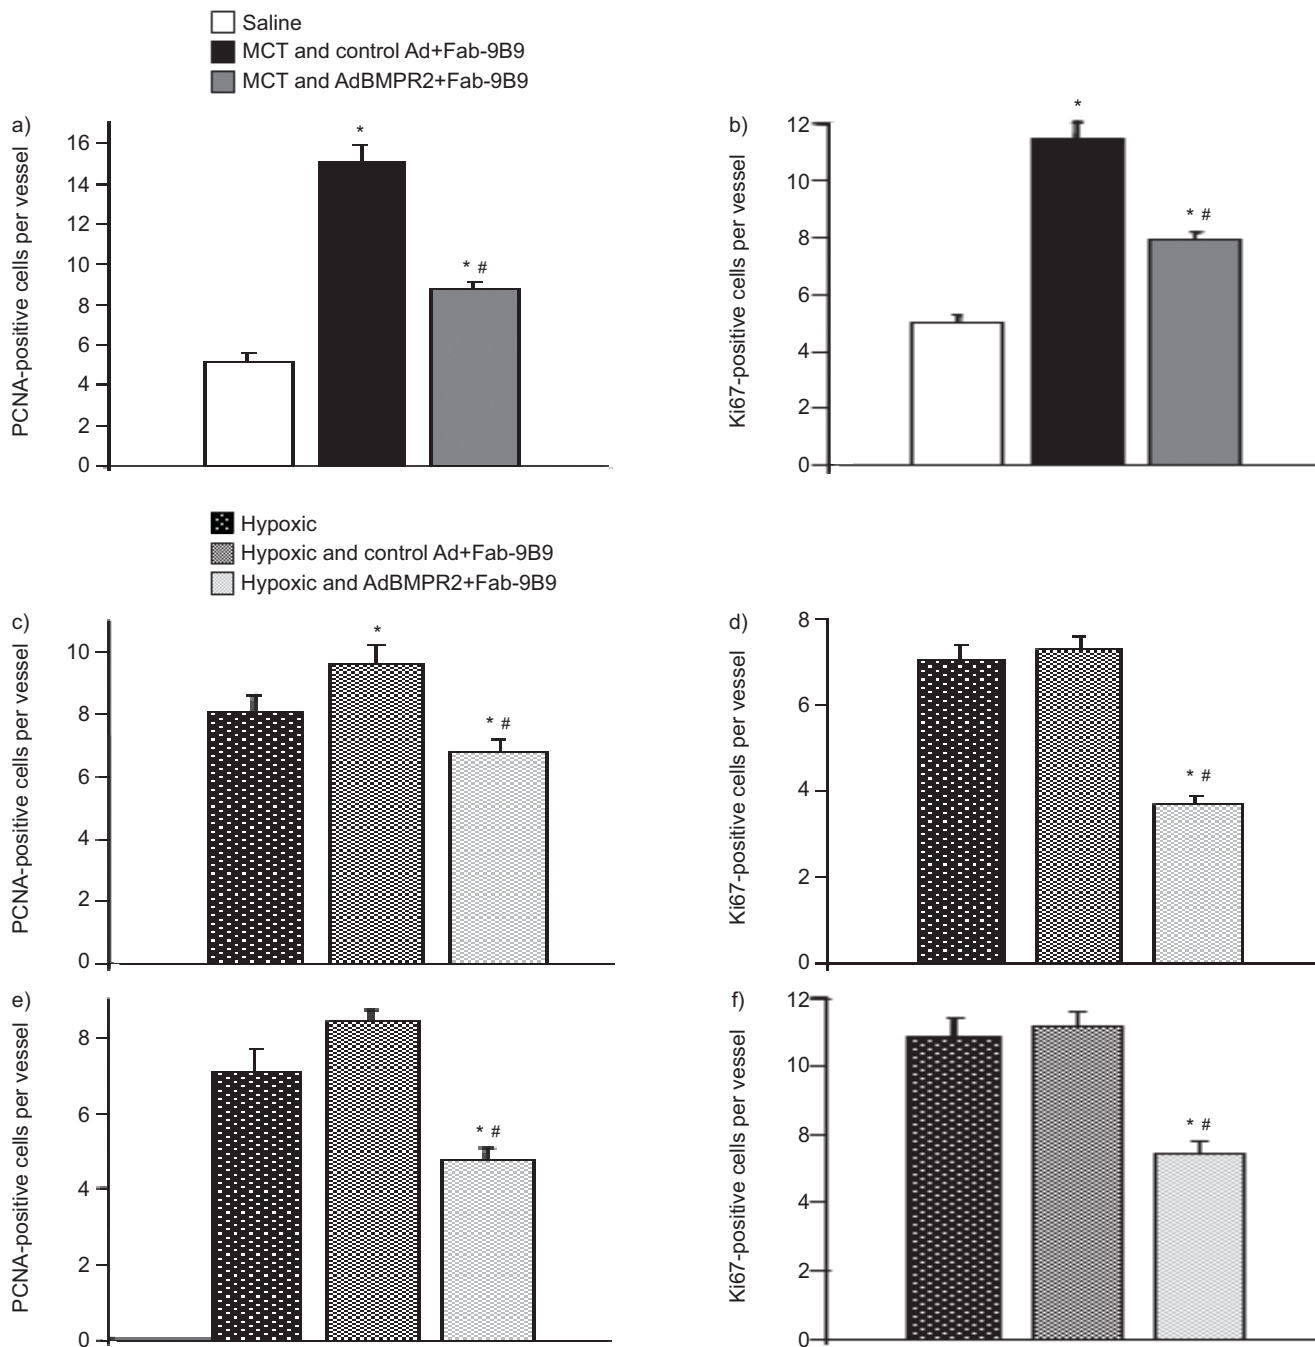 Saline
MCT and control Ad+Fab-9B9
MCT and AdBMPR2+Fab-9B9
a)
PCNA-positive cells per vessel
16
14
12
10
8
6
4
2
0
*
* #
b)
Ki67-positive cells per vessel
12
10
8
6
4
2
0
*
* #
Hypoxic
Hypoxic and control Ad+Fab-9B9
Hypoxic and AdBMPR2+Fab-9B9
c)
PCNA-positive cells per vessel
10
8
6
4
2
0
*
* #
d)
Ki67-positive cells per vessel
8
6
4
2
0
* #
e)
PCNA-positive cells per vessel
8
6
4
2
0
* #
f)
Ki67-positive cells per vessel
12
10
8
4
2
0
* #